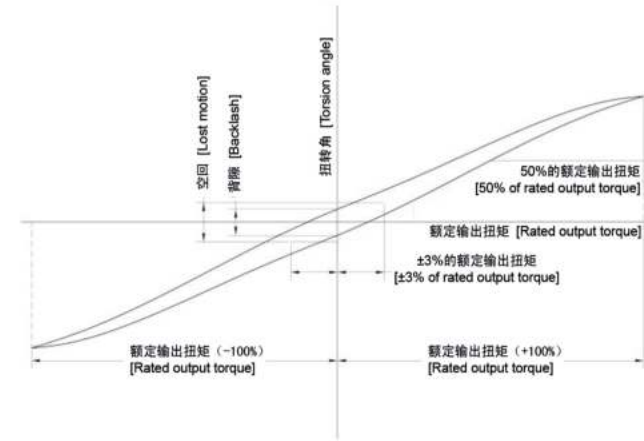 空回 [Lost motion]
背隙 [Backlash]
扭转角 [Torsion angle]
50%的额定输出扭矩
[50% of rated output torque]
额定输出扭矩 [Rated output torque]
±3%的额定输出扭矩
[±3% of rated output torque]
额定输出扭矩（-100%）
[Rated output torque]
额定输出扭矩（+100%）
[Rated output torque]